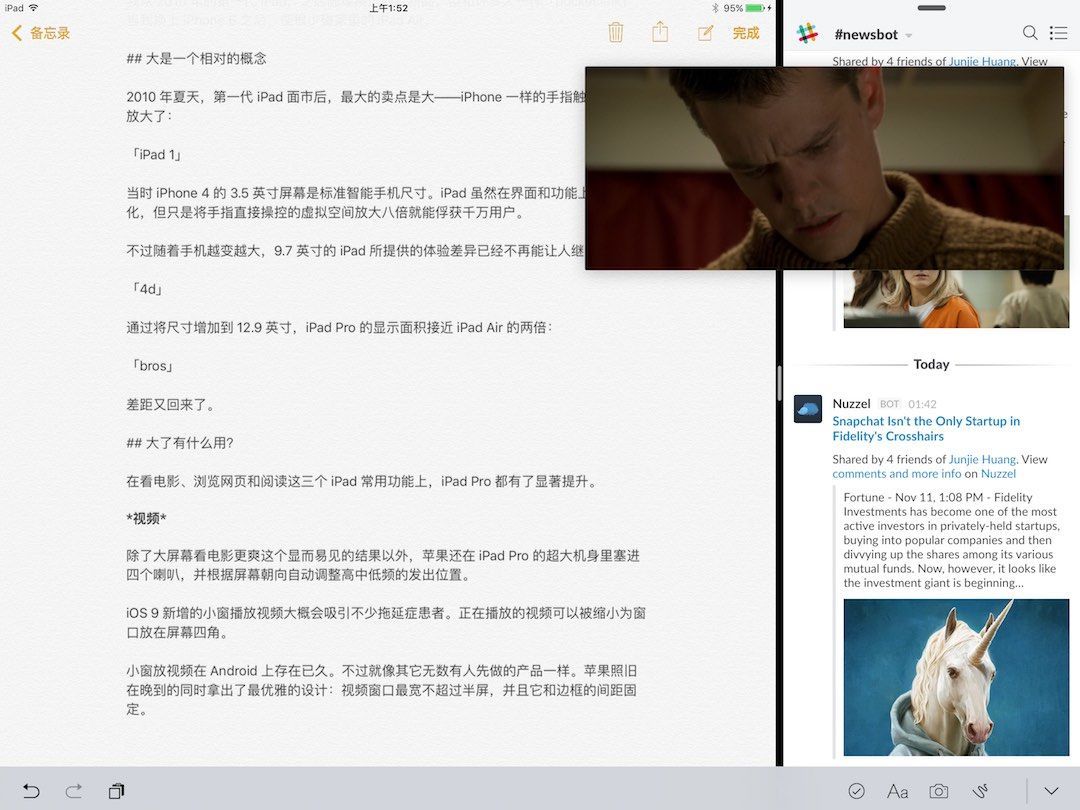 iPad
上午1:52
95%
备忘录
完成
## 大是一个相对的概念
2010 年夏天，第一代 iPad 面市后，最大的卖点是大——iPhone 一样的手指触
放大了：
「iPad 1」
当时 iPhone 4 的 3.5 英寸屏幕是标准智能手机尺寸。iPad 虽然在界面和功能上
化，但只是将手指直接操控的虚拟空间放大八倍就能俘获千万用户。
不过随着手机越变越大，9.7 英寸的 iPad 所提供的体验差异已经不再能让人继
「4d」
通过将尺寸增加到 12.9 英寸，iPad Pro 的显示面积接近 iPad Air 的两倍：
「bros」
差距又回来了。
## 大了有什么用？
在看电影、浏览网页和阅读这三个 iPad 常用功能上，iPad Pro 都有了显著提升。
*视频*
除了大屏幕看电影更爽这个显而易见的结果以外，苹果还在 iPad Pro 的超大机身里塞进
四个喇叭，并根据屏幕朝向自动调整高中低频的发出位置。
iOS 9 新增的小窗播放视频大概会吸引不少拖延症患者。正在播放的视频可以被缩小为窗
口放在屏幕四角。
小窗放视频在 Android 上存在已久。不过就像其它无数有人先做的产品一样。苹果照旧
在晚到的同时拿出了最优雅的设计：视频窗口最宽不超过半屏，并且它和边框的间距固
定。
#newsbot
Shared by 4 friends of Junjie Huang. View
Today
Nuzzel BOT 01:42
Snapchat Isn't the Only Startup in
Fidelity's Crosshairs
Shared by 4 friends of Junjie Huang. View
comments and more info on Nuzzel
Fortune - Nov 11, 1:08 PM - Fidelity
Investments has become one of the most
active investors in privately-held startups,
buying into popular companies and then
divvying up the shares among its various
mutual funds. Now, however, it looks like
the investment giant is beginning...
Aa